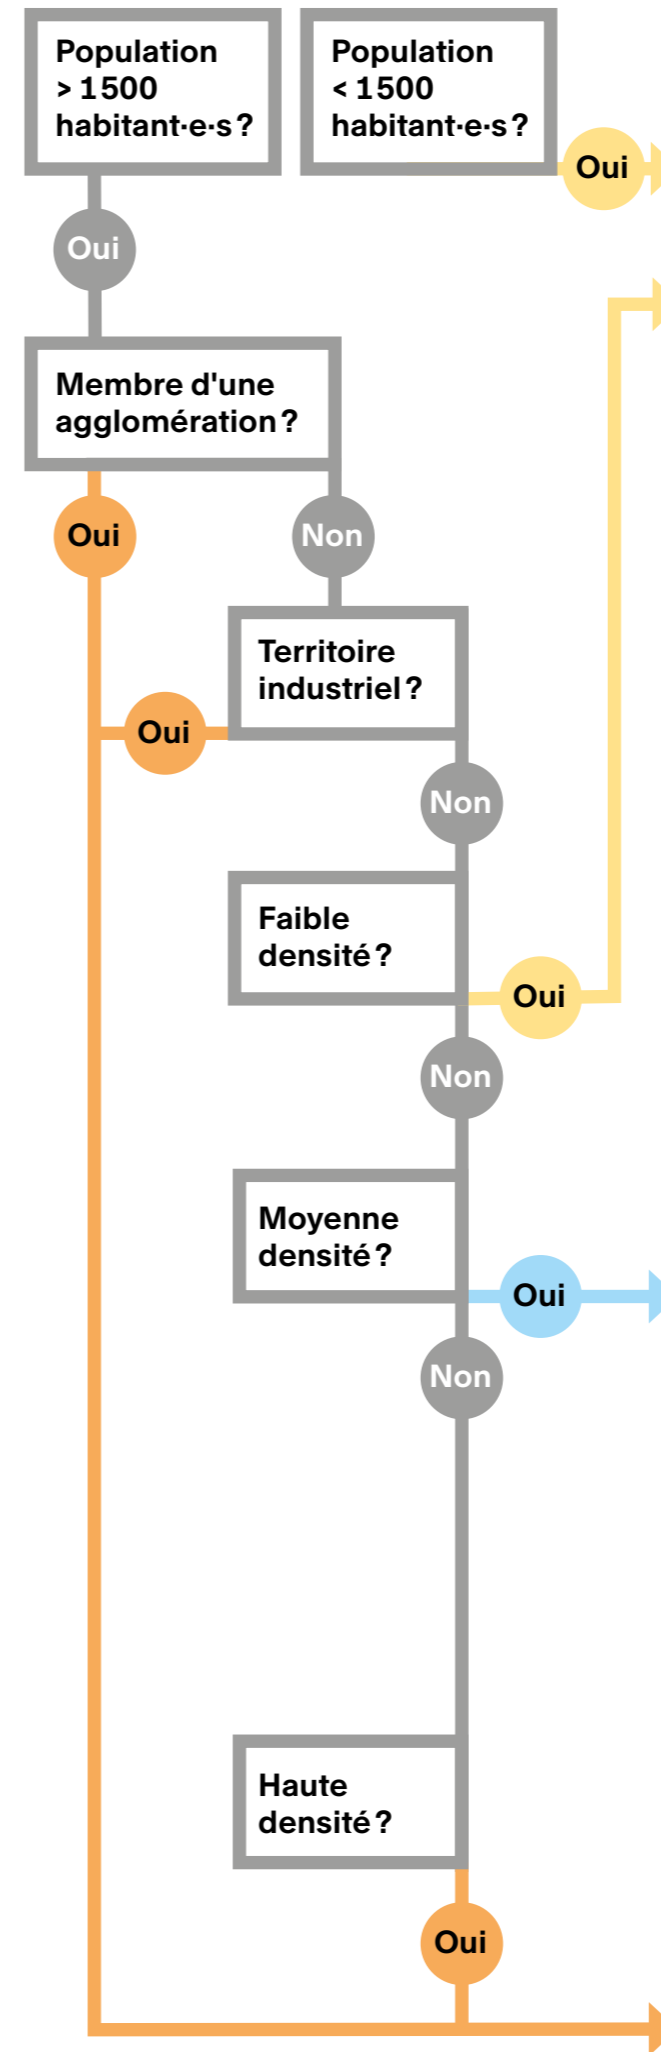 Population
> 1500
habitant·e·s ?
Population
< 1500
habitant·e·s ?
Oui
Oui
Membre d'une
agglomération ?
Oui
Non
Territoire
industriel ?
Oui
Non
Faible
densité ?
Oui
Non
Moyenne
densité ?
Oui
Non
Haute
densité ?
Oui